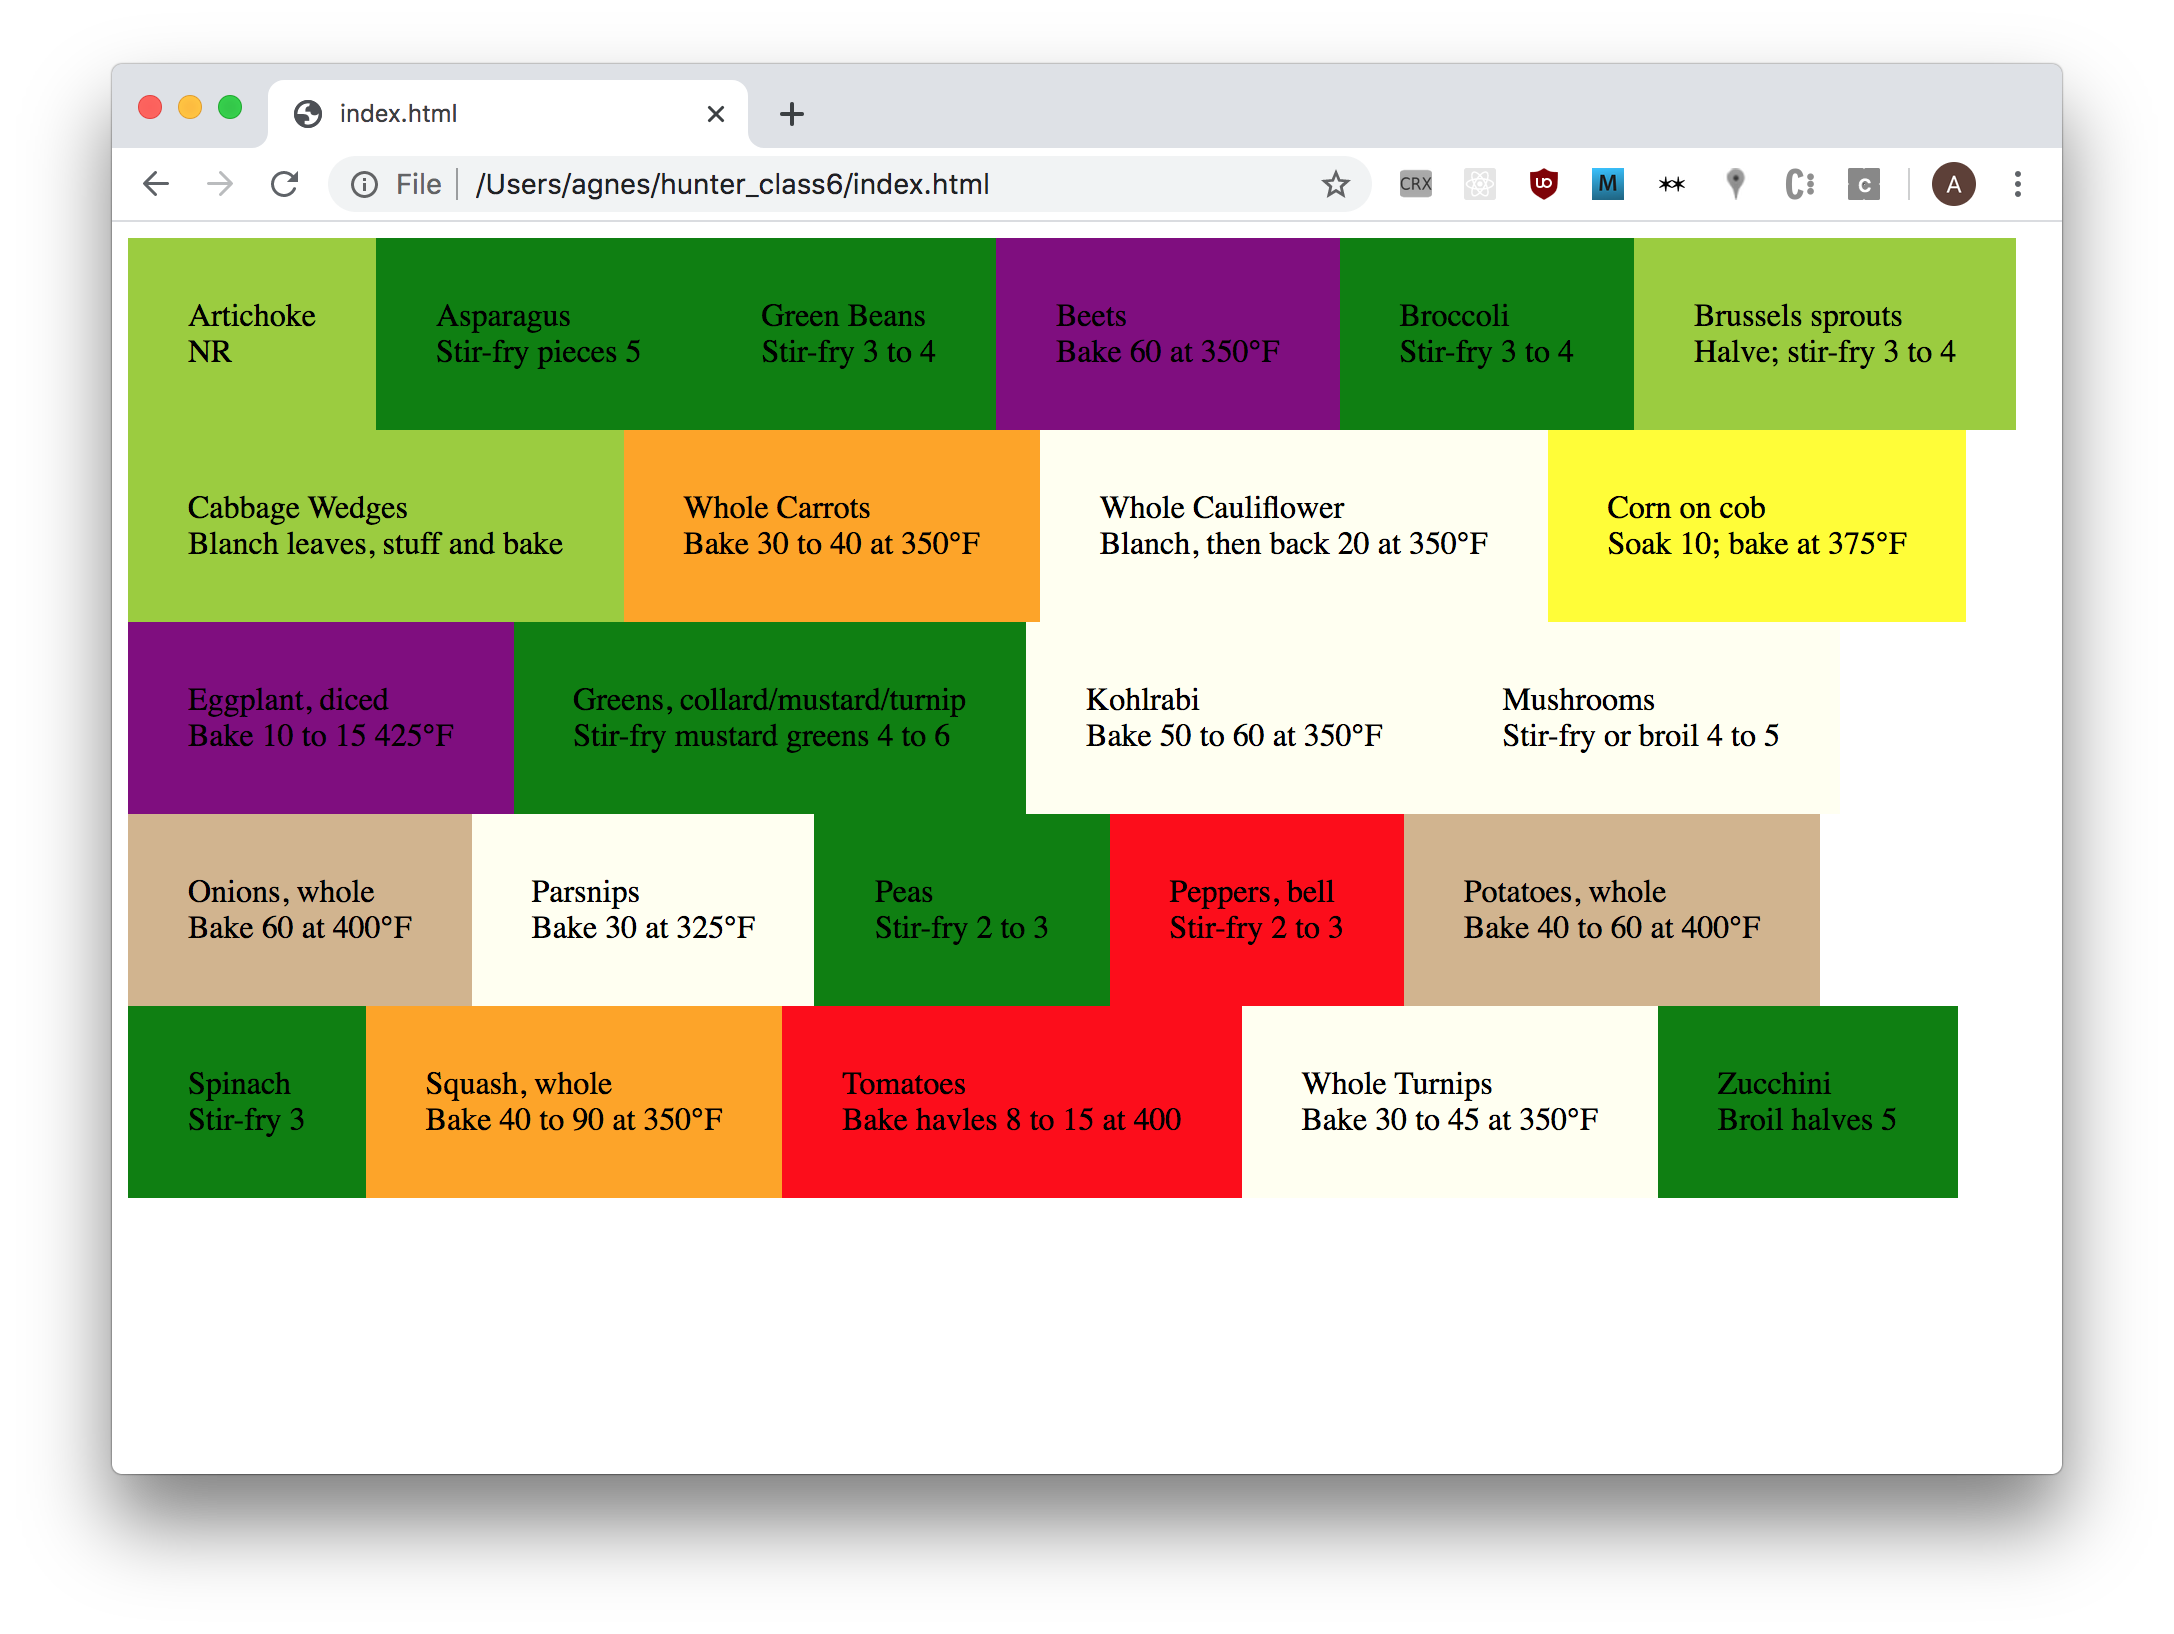 index.html
File
/Users/agnes/hunter_class6/index.html
CRX
uo
M
**
C
c
A
Artichoke
NR
Asparagus
Stir-fry pieces 5
Green Beans
Stir-fry 3 to 4
Beets
Bake 60 at 350°F
Broccoli
Stir-fry 3 to 4
Brussels sprouts
Halve; stir-fry 3 to 4
Cabbage Wedges
Blanch leaves, stuff and bake
Whole Carrots
Bake 30 to 40 at 350°F
Whole Cauliflower
Blanch, then back 20 at 350°F
Corn on cob
Soak 10; bake at 375°F
Eggplant, diced
Bake 10 to 15 425°F
Greens, collard/mustard/turnip
Stir-fry mustard greens 4 to 6
Kohlrabi
Bake 50 to 60 at 350°F
Mushrooms
Stir-fry or broil 4 to 5
Onions, whole
Bake 60 at 400°F
Parsnips
Bake 30 at 325°F
Peas
Stir-fry 2 to 3
Peppers, bell
Stir-fry 2 to 3
Potatoes, whole
Bake 40 to 60 at 400°F
Spinach
Stir-fry 3
Squash, whole
Bake 40 to 90 at 350°F
Tomatoes
Bake havles 8 to 15 at 400
Whole Turnips
Bake 30 to 45 at 350°F
Zucchini
Broil halves 5